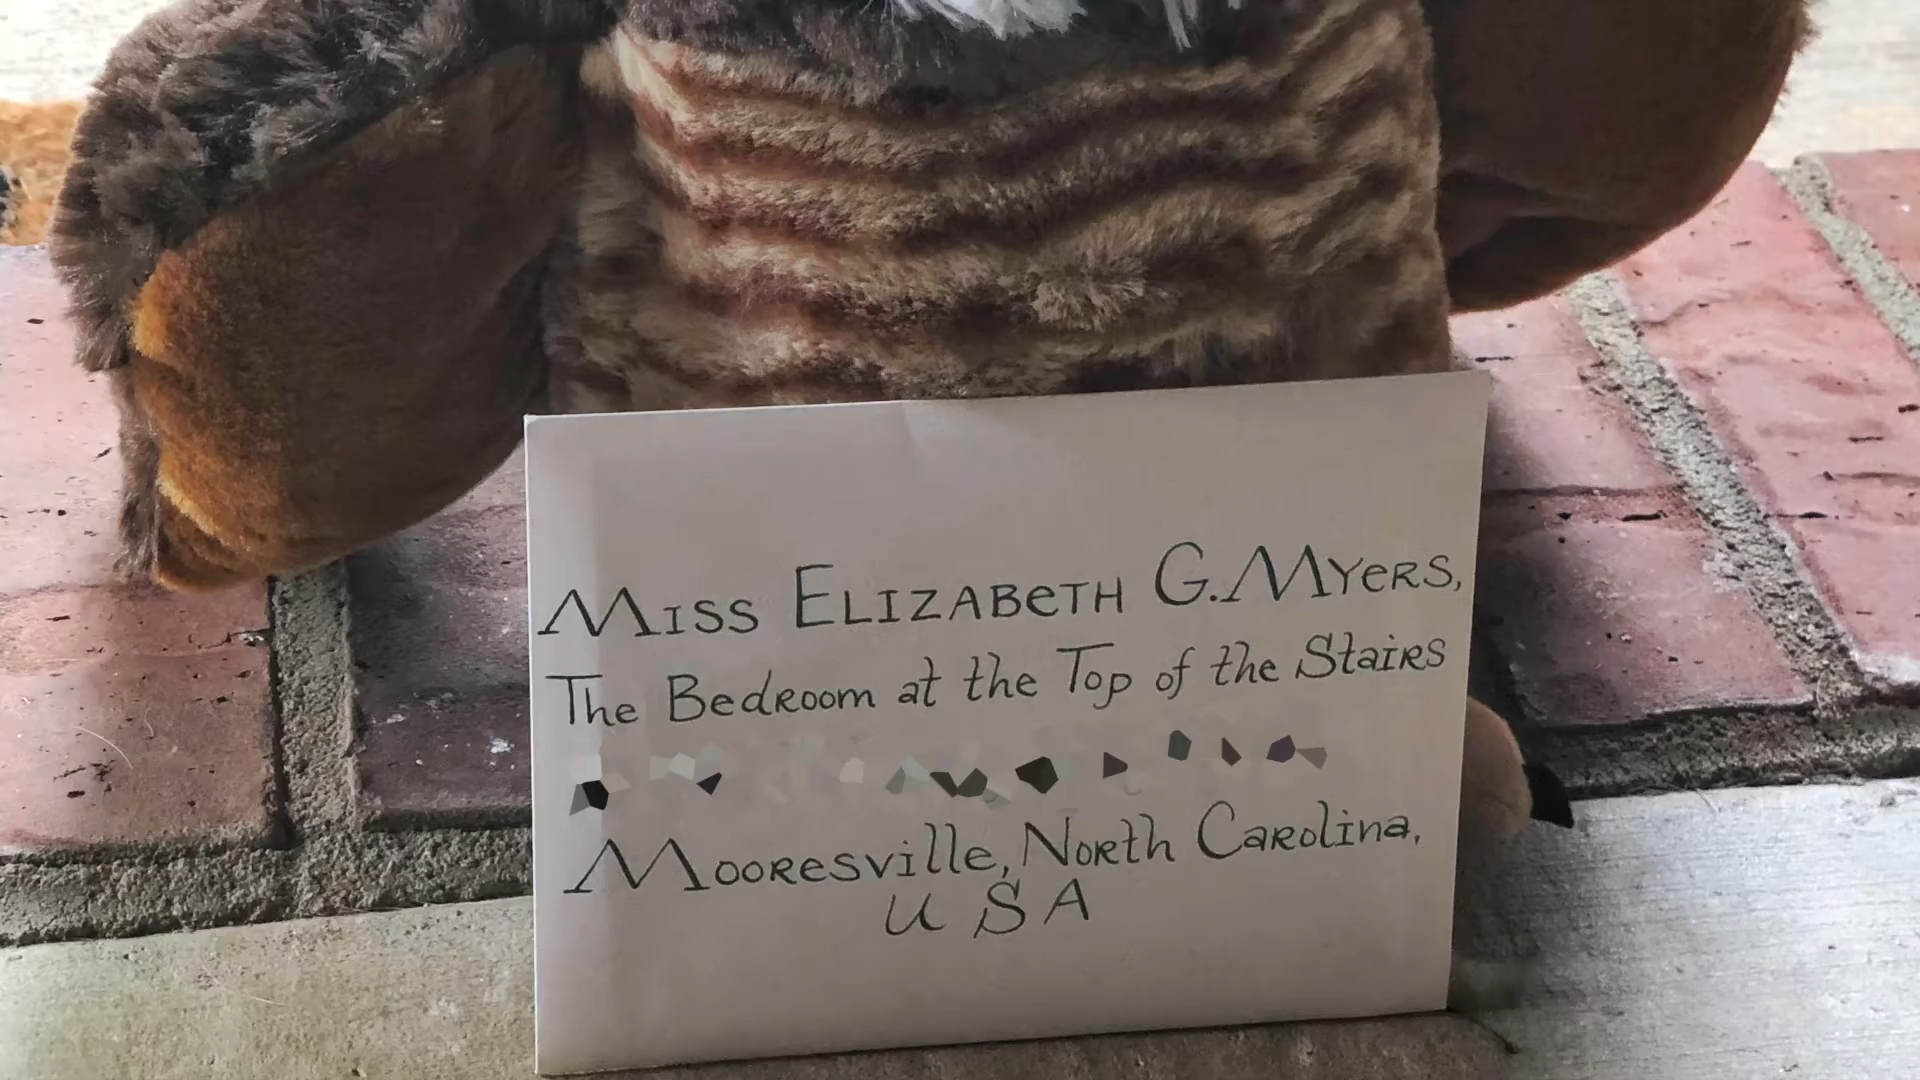 Miss Elizabeth G. Myers,
The Bedroom at the Top of the Stairs
Mooresville, North Carolina,
USA